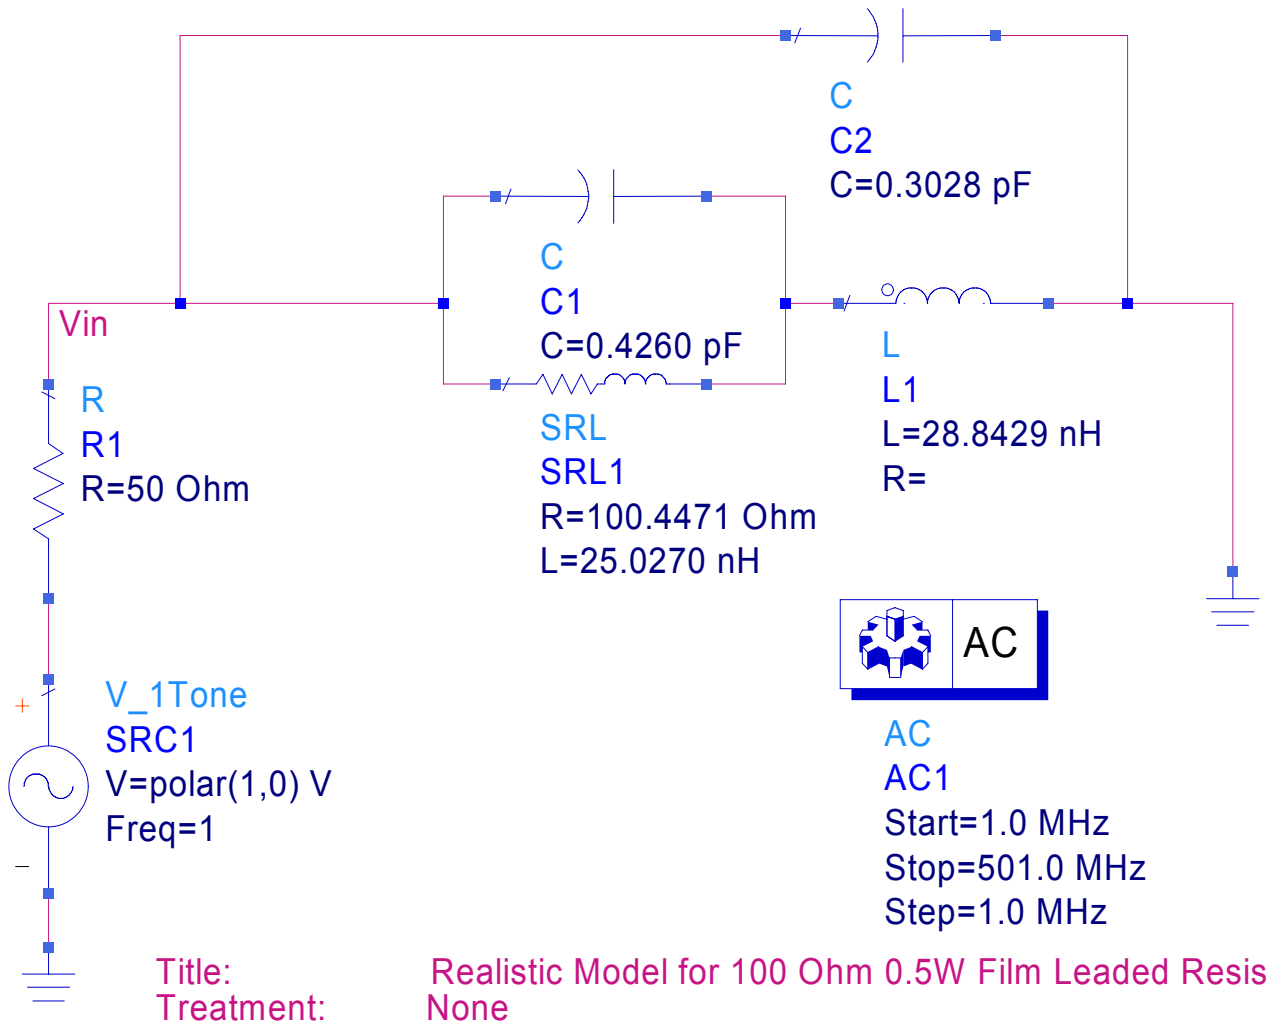 C
C2
C=0.3028 pF
C
C1
C=0.4260 pF
Vin
L
L1
L=28.8429 nH
R=
R
R1
R=50 Ohm
SRL
SRL1
R=100.4471 Ohm
L=25.0270 nH
AC
+
V_1Tone
SRC1
V=polar(1,0) V
Freq=1
–
AC
AC1
Start=1.0 MHz
Stop=501.0 MHz
Step=1.0 MHz
Title: Realistic Model for 100 Ohm 0.5W Film Leaded Resis
Treatment: None